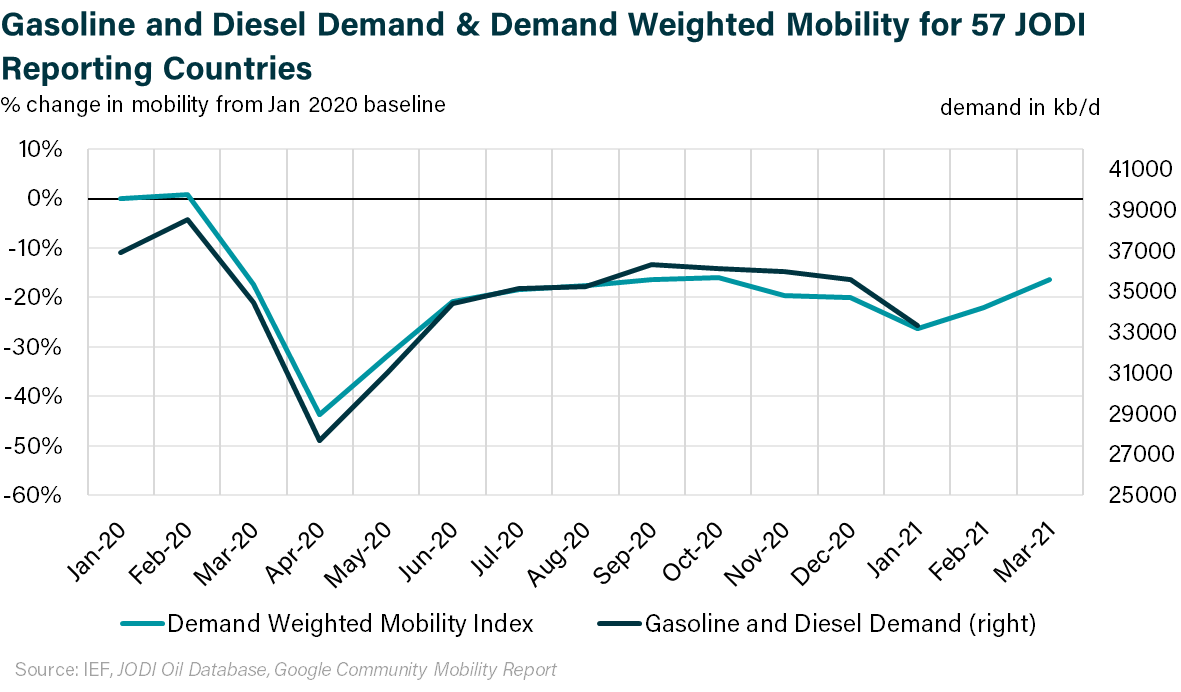 Gasoline and Diesel Demand & Demand Weighted Mobility for 57 JODI
Reporting Countries
% change in mobility from Jan 2020 baseline
demand in kb/d
10%
0%
-10%
-20%
-30%
-40%
-50%
-60%
41000
39000
37000
35000
33000
31000
29000
27000
25000
Jan-20
Feb-20
Mar-20
Apr-20
May-20
Jun-20
Jul-20
Aug-20
Sep-20
Oct-20
Nov-20
Dec-20
Jan-21
Feb-21
Mar-21
Demand Weighted Mobility Index
Gasoline and Diesel Demand (right)
Source: IEF, JODI Oil Database, Google Community Mobility Report